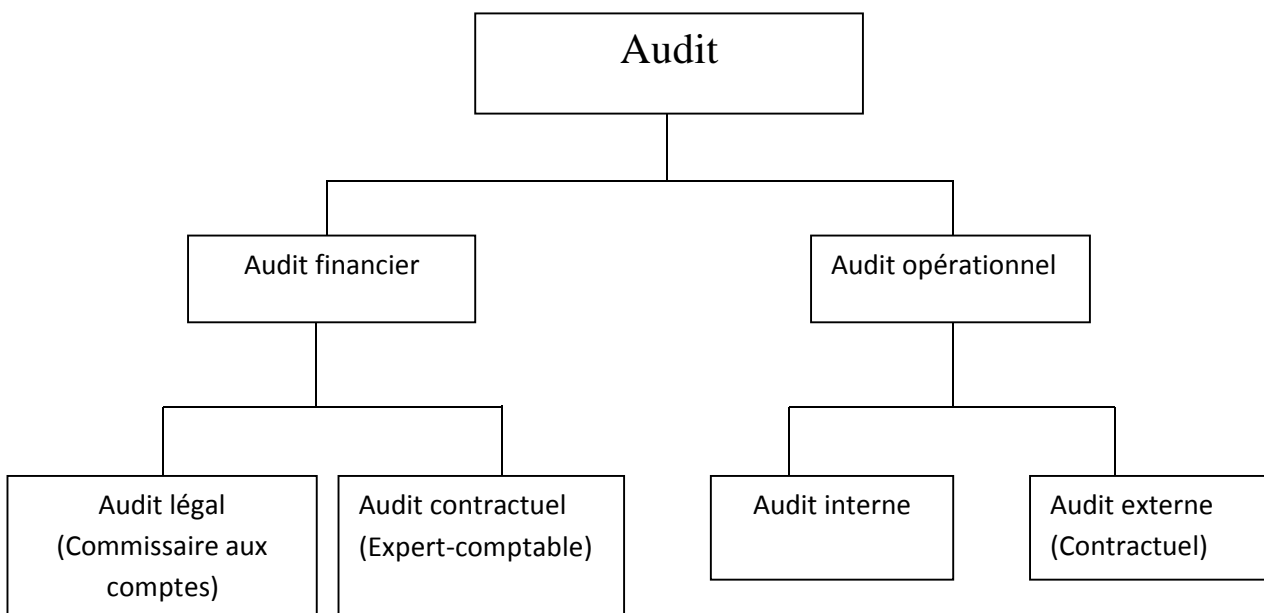 Audit
Audit financier
Audit opérationnel
Audit légal
(Commissaire aux
comptes)
Audit contractuel
(Expert-comptable)
Audit interne
Audit externe
(Contractuel)